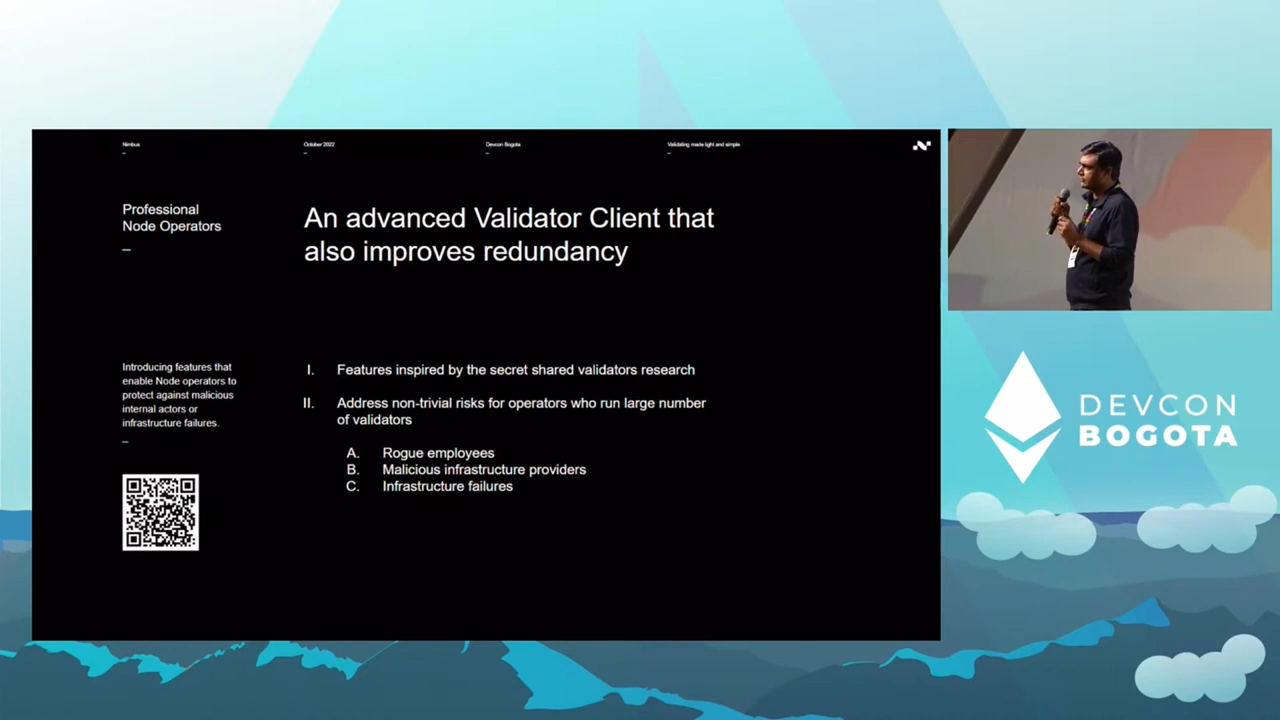 Nimbus
October 2022
Devcon Bogota
Validating made light and simple
Professional
Node Operators
An advanced Validator Client that
also improves redundancy
Introducing features that
enable Node operators to
protect against malicious
internal actors or
infrastructure failures.
I. Features inspired by the secret shared validators research
II. Address non-trivial risks for operators who run large number
of validators
A. Rogue employees
B. Malicious infrastructure providers
C. Infrastructure failures
DEVCON
BOGOTA